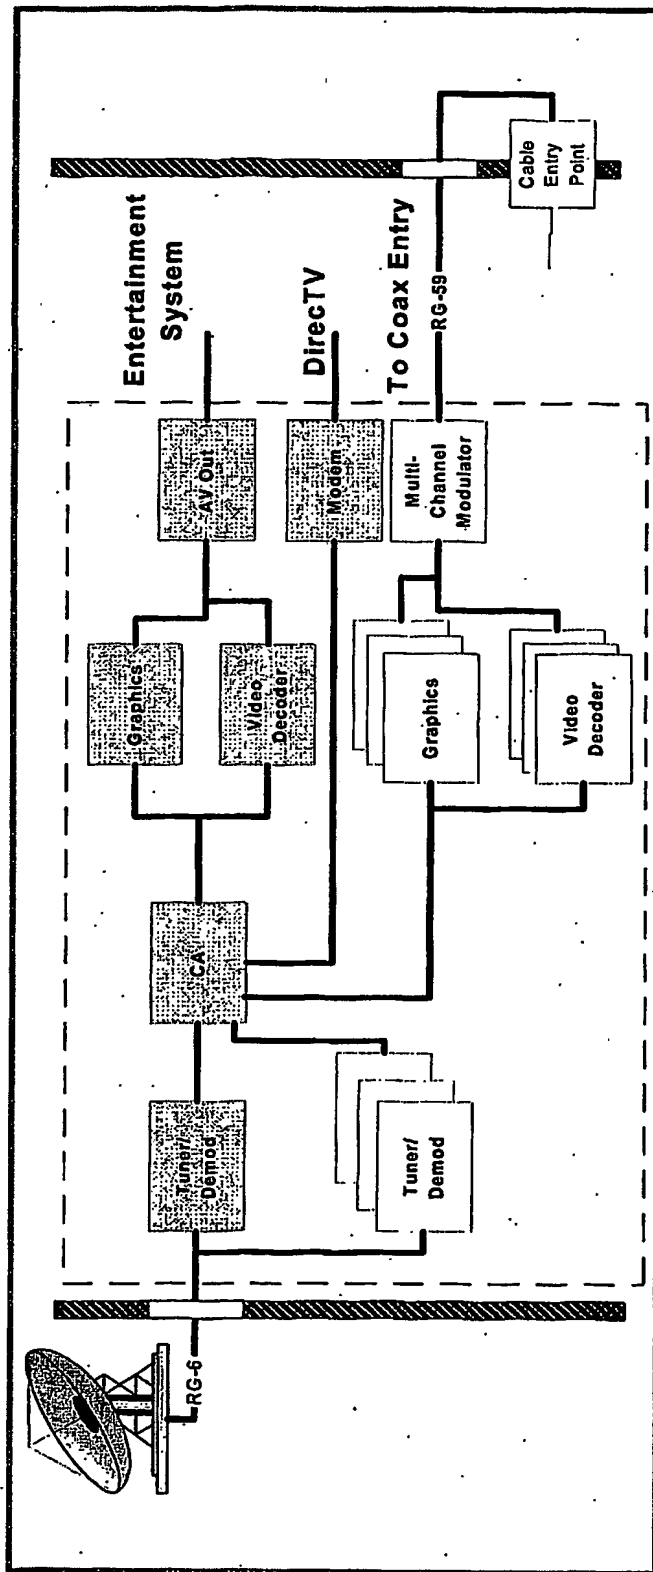 RG-6
Tuner/
Demod
Tuner/
Demod
CA
Graphics
Video
Decoder
Graphics
Video
Decoder
AV Out
Modem
Multi-
Channel
Modulator
Entertainment
System
DirecTV
To Coax Entry
RG-59
Cable
Entry
Point